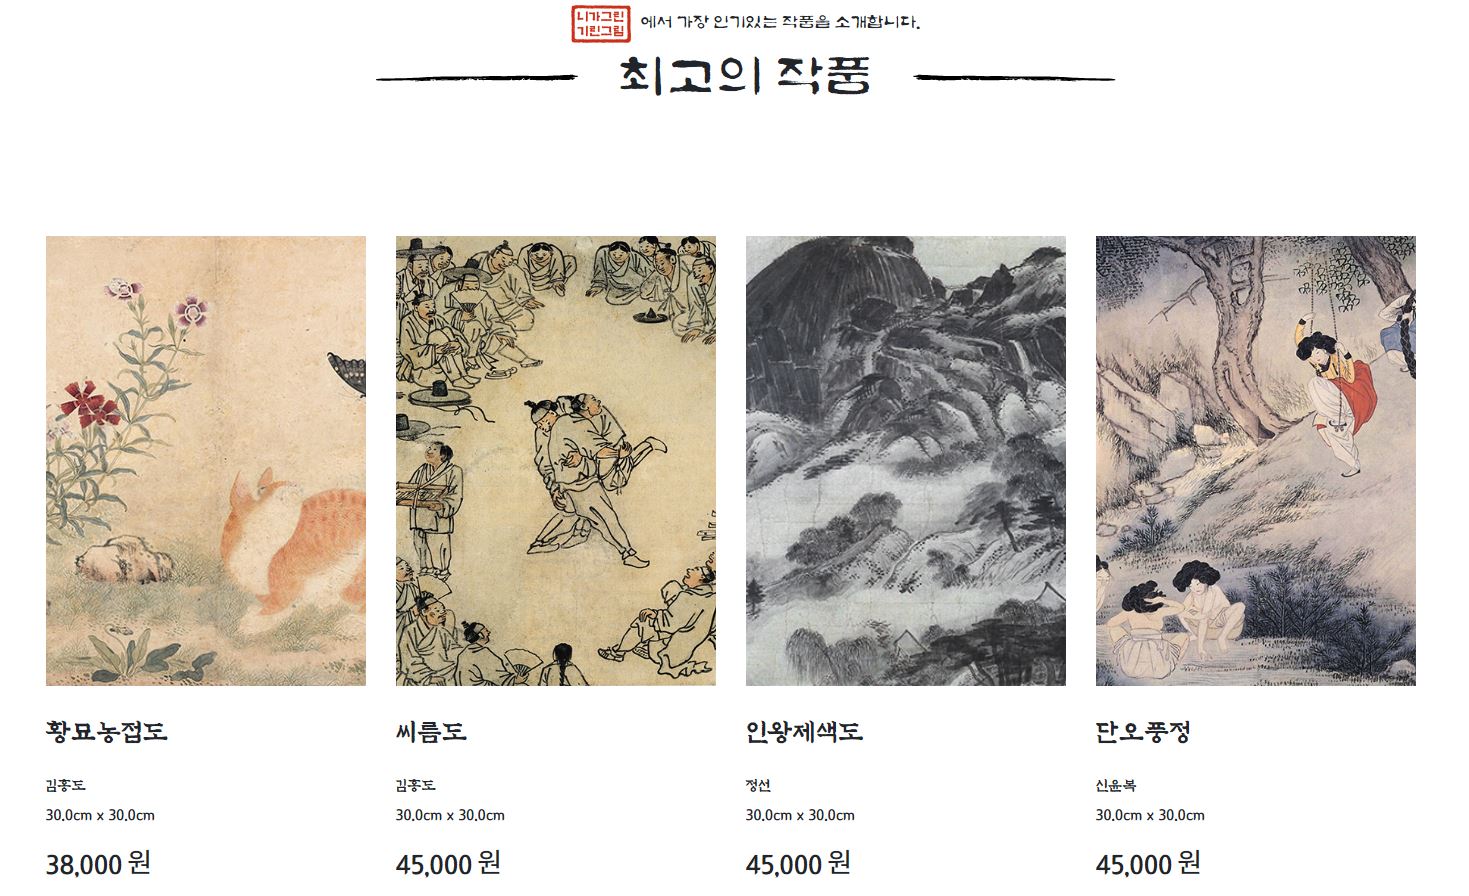 니가그린
기린그림
에서 가장 인기있는 작품을 소개합니다.
최고의 작품
황묘농접도
김홍도
30.0cm x 30.0cm
38,000 원
씨름도
김홍도
30.0cm x 30.0cm
45,000 원
인왕제색도
정선
30.0cm x 30.0cm
45,000 원
단오풍정
신윤복
30.0cm x 30.0cm
45,000 원